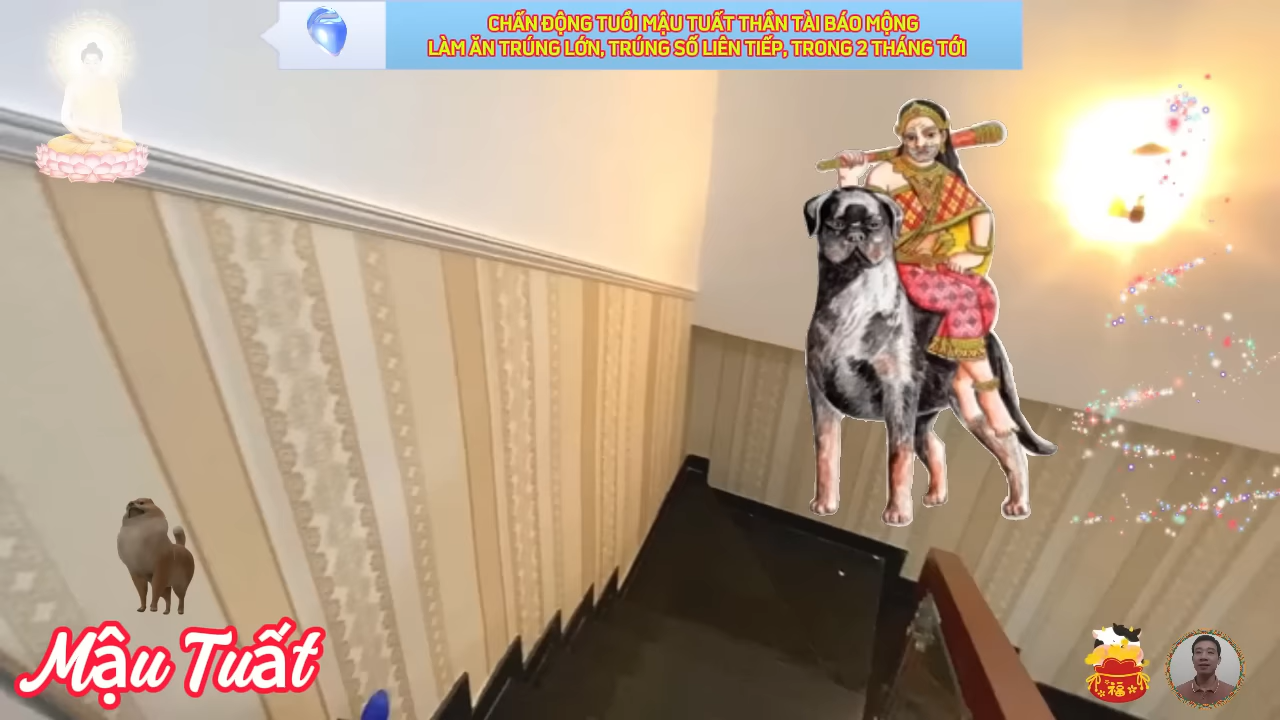 CHẤN ĐỘNG TUỔI MẬU TUẤT THẦN TÀI BÁO MỘNG
LÀM ĂN TRÚNG LỚN, TRÚNG SỐ LIÊN TIẾP, TRONG 2 THÁNG TỚI
Mậu Tuất
福